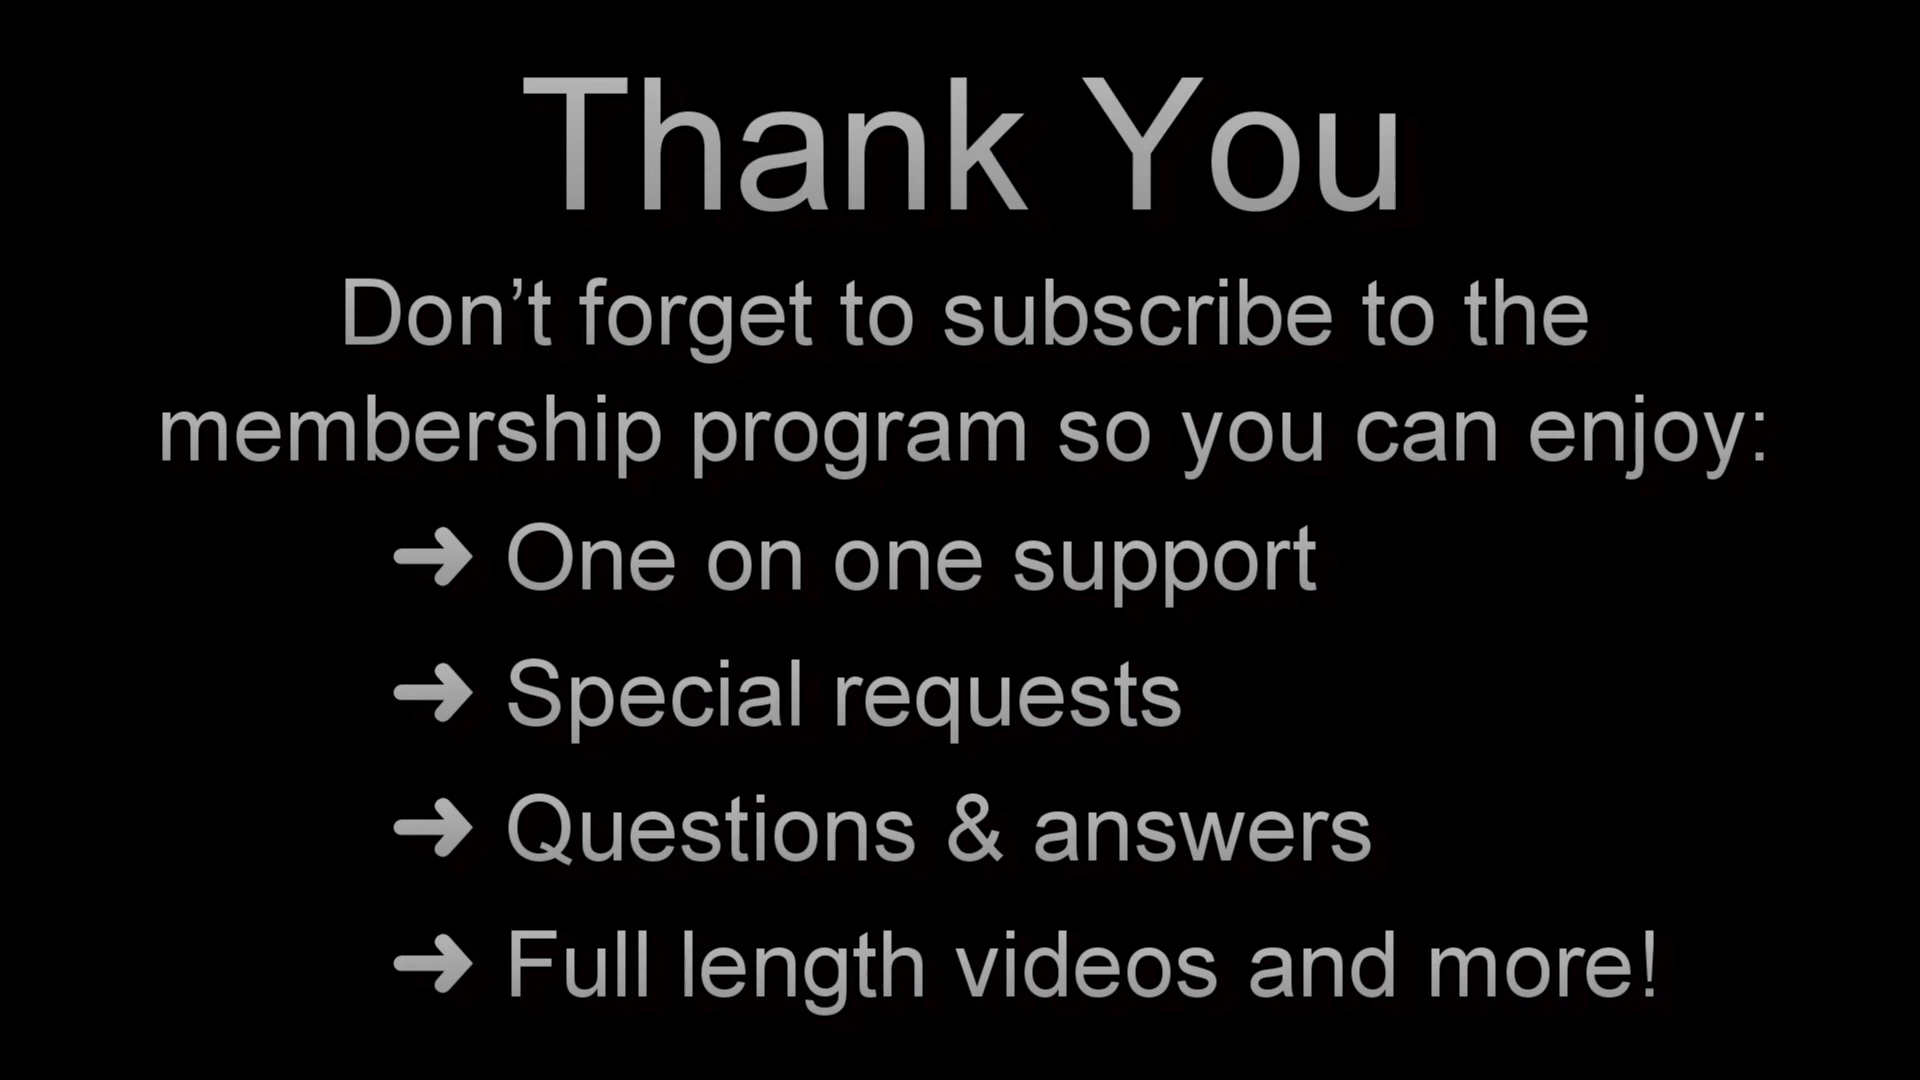 Thank You
Don’t forget to subscribe to the
membership program so you can enjoy:
➜ One on one support
➜ Special requests
➜ Questions & answers
➜ Full length videos and more!